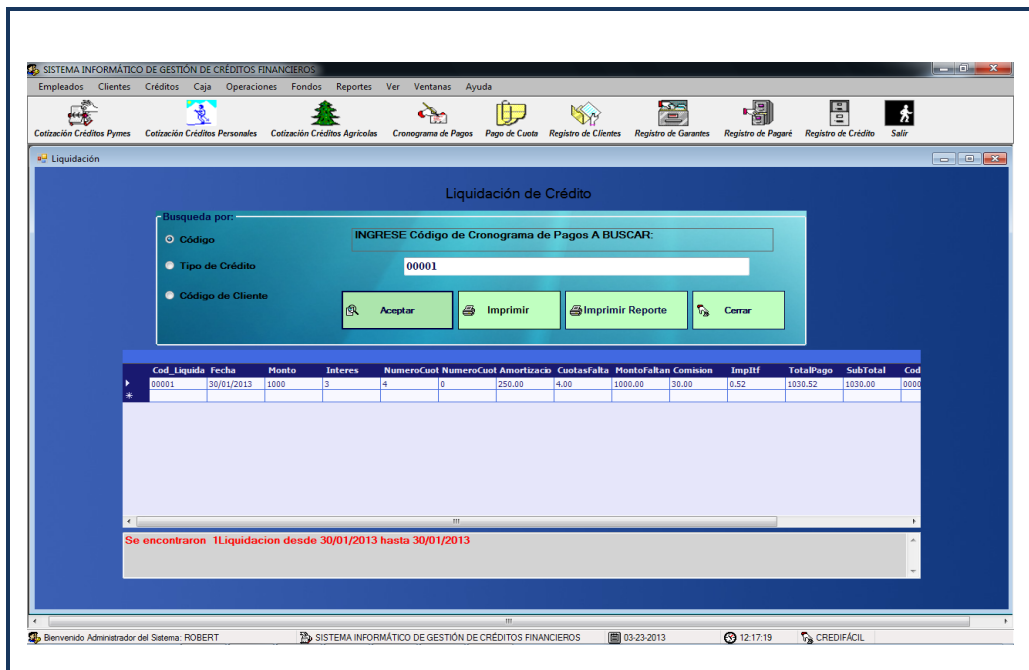 SISTEMA INFORMÁTICO DE GESTIÓN DE CRÉDITOS FINANCIEROS
Empleados Clientes Créditos Caja Operaciones Fondos Reportes Ver Ventanas Ayuda
Cotización Créditos Pymes Cotización Créditos Personales Cotización Créditos Agrícolas Cronograma de Pagos Pago de Cuota Registro de Clientes Registro de Garantes Registro de Pagaré Registro de Crédito Salir
Liquidación
Liquidación de Crédito
Busqueda por:
Código
INGRESE Código de Cronograma de Pagos A BUSCAR:
Tipo de Crédito
00001
Código de Cliente
Aceptar Imprimir Imprimir Reporte Cerrar
Cod_Liquida Fecha Monto Interes NumeroCuot NumeroCuot Amortizacio CuotasFalta MontoFaltan Comision ImpItf TotalPago SubTotal Cod
00001 30/01/2013 1000 3 4 0 250.00 4.00 1000.00 30.00 0.52 1030.52 1030.00 0000
Se encontraron 1Liquidacion desde 30/01/2013 hasta 30/01/2013
Bienvenido Administrador del Sistema: ROBERT SISTEMA INFORMÁTICO DE GESTIÓN DE CRÉDITOS FINANCIEROS 03-23-2013 12:17:19 CREDIFÁCIL